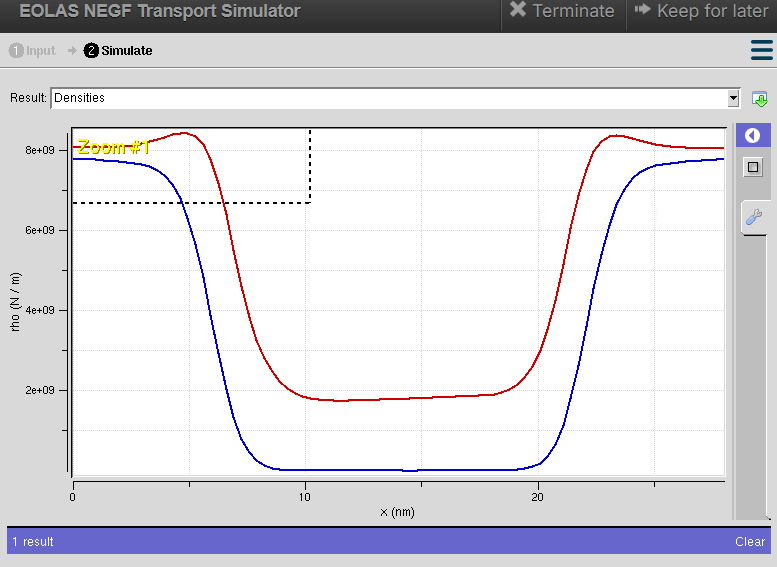 EOLAS NEGF Transport Simulator
Terminate
Keep for later
1 Input
2 Simulate
Result: Densities
Zoom #1
8e+09
6e+09
4e+09
2e+09
rho (N / m)
0
10
20
x (nm)
1 result
Clear